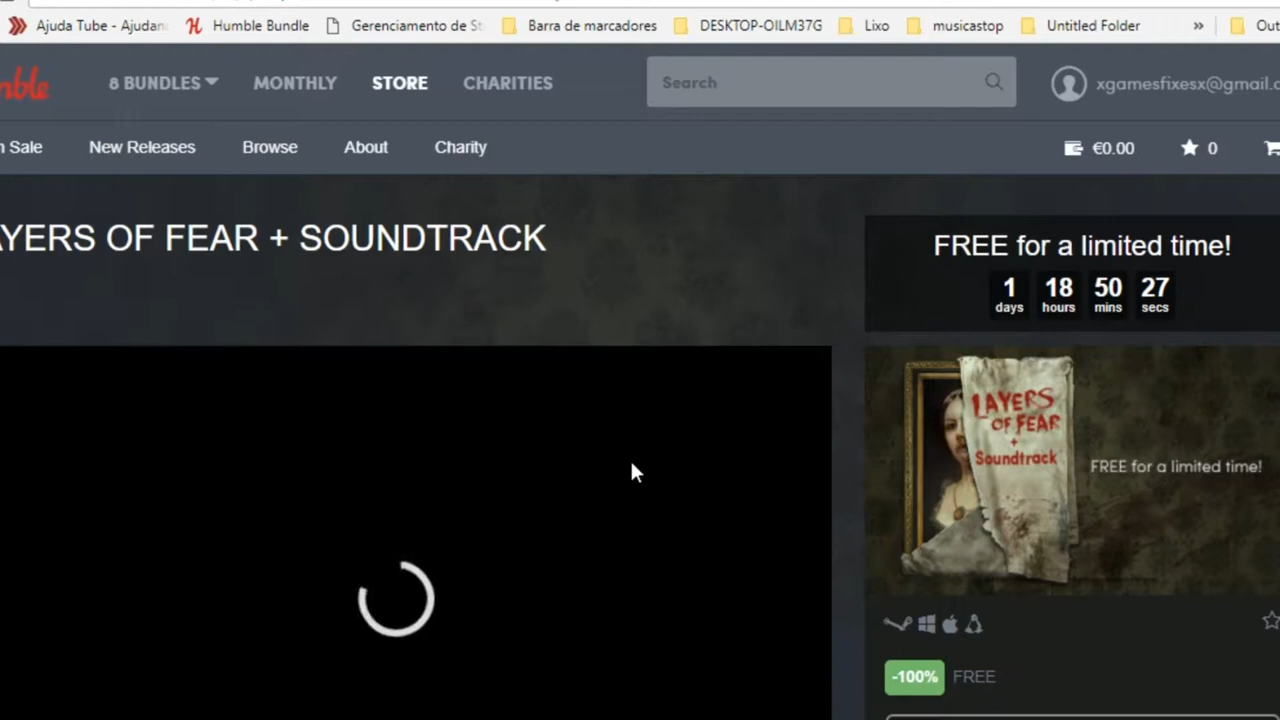 Ajuda Tube - Ajudan Humble Bundle Gerenciamento de St Barra de marcadores DESKTOP-OILM37G Lixo musicastop Untitled Folder » Out
mble 8 BUNDLES MONTHLY STORE CHARITIES Search xgamesfixesx@gmail.c
n Sale New Releases Browse About Charity €0.00 0
AYERS OF FEAR + SOUNDTRACK
FREE for a limited time!
1 18 50 27
days hours mins secs
LAYERS
OF FEAR
+
Soundtrack
FREE for a limited time!
-100% FREE